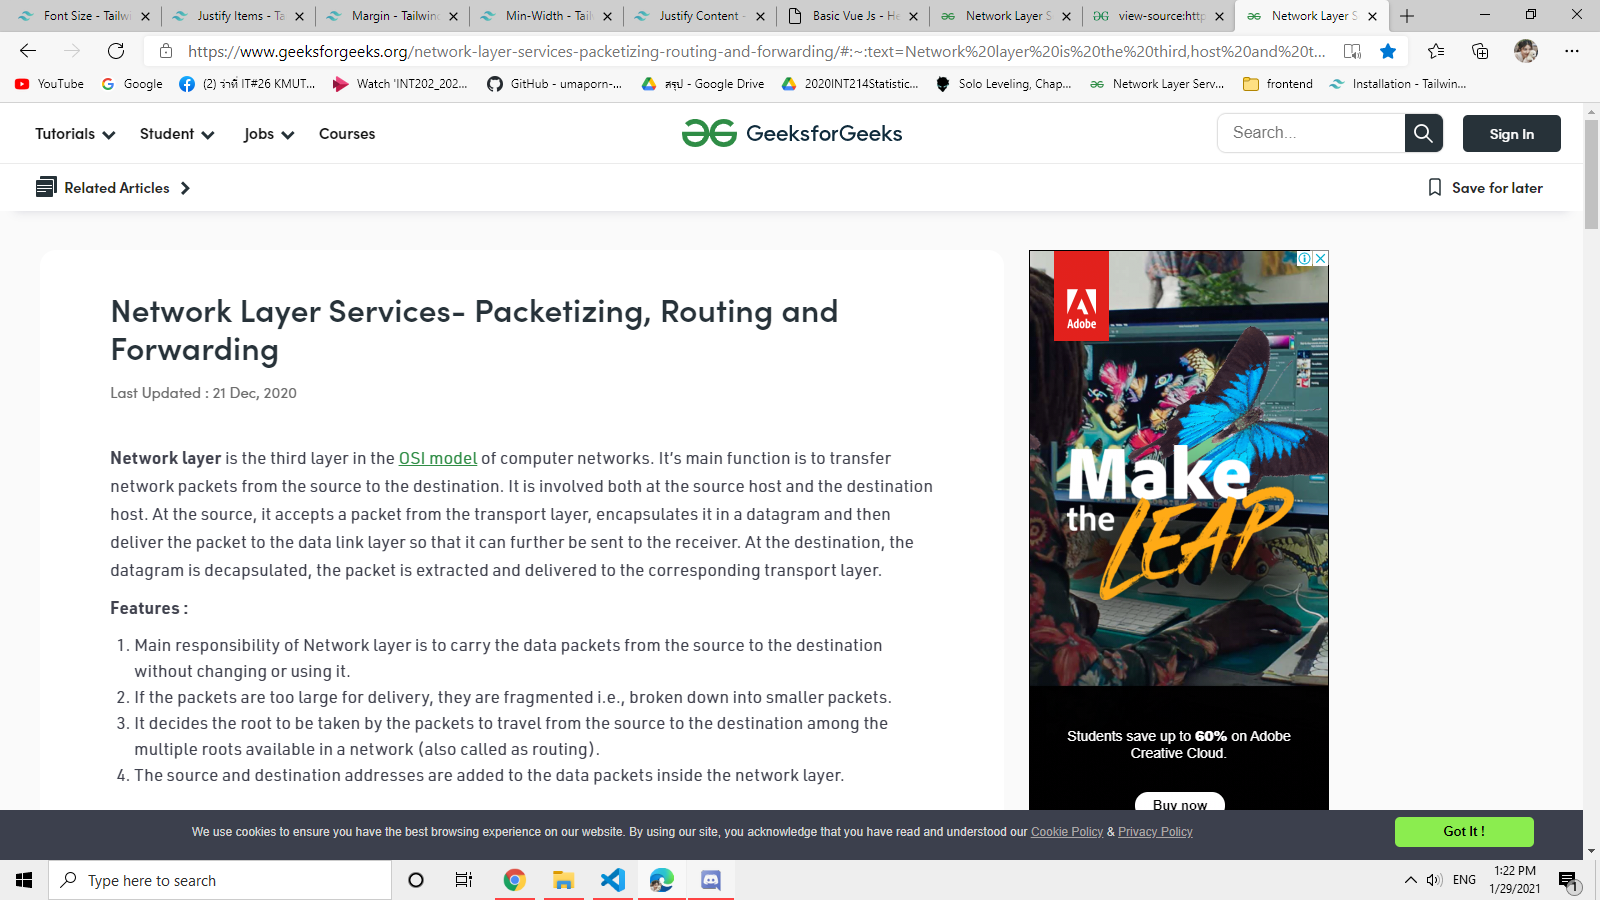 Font Size - Tailwi
Justify Items - Ta
Margin - Tailwind
Min-Width - Tailw
Justify Content -
Basic Vue Js - He
Network Layer S
view-source:http
Network Layer S
https://www.geeksforgeeks.org/network-layer-services-packetizing-routing-and-forwarding/#:~:text=Network%20layer%20is%20the%20third,host%20and%20t...
YouTube
Google
(2) ว่าที่ IT#26 KMUT...
Watch 'INT202_202...
GitHub - umaporn-...
สรุป - Google Drive
2020INT214Statistic...
Solo Leveling, Chap...
Network Layer Serv...
frontend
Installation - Tailwin...
Tutorials
Student
Jobs
Courses
GeeksforGeeks
Search...
Sign In
Related Articles
Save for later
Network Layer Services- Packetizing, Routing and
Forwarding
Last Updated : 21 Dec, 2020
Network layer is the third layer in the OSI model of computer networks. It’s main function is to transfer
network packets from the source to the destination. It is involved both at the source host and the destination
host. At the source, it accepts a packet from the transport layer, encapsulates it in a datagram and then
deliver the packet to the data link layer so that it can further be sent to the receiver. At the destination, the
datagram is decapsulated, the packet is extracted and delivered to the corresponding transport layer.
Features :
1. Main responsibility of Network layer is to carry the data packets from the source to the destination
without changing or using it.
2. If the packets are too large for delivery, they are fragmented i.e., broken down into smaller packets.
3. It decides the root to be taken by the packets to travel from the source to the destination among the
multiple roots available in a network (also called as routing).
4. The source and destination addresses are added to the data packets inside the network layer.
Adobe
Make
the LEAP
Students save up to 60% on Adobe
Creative Cloud.
Buy now
We use cookies to ensure you have the best browsing experience on our website. By using our site, you acknowledge that you have read and understood our Cookie Policy & Privacy Policy
Got It !
Type here to search
ENG
1:22 PM
1/29/2021
1